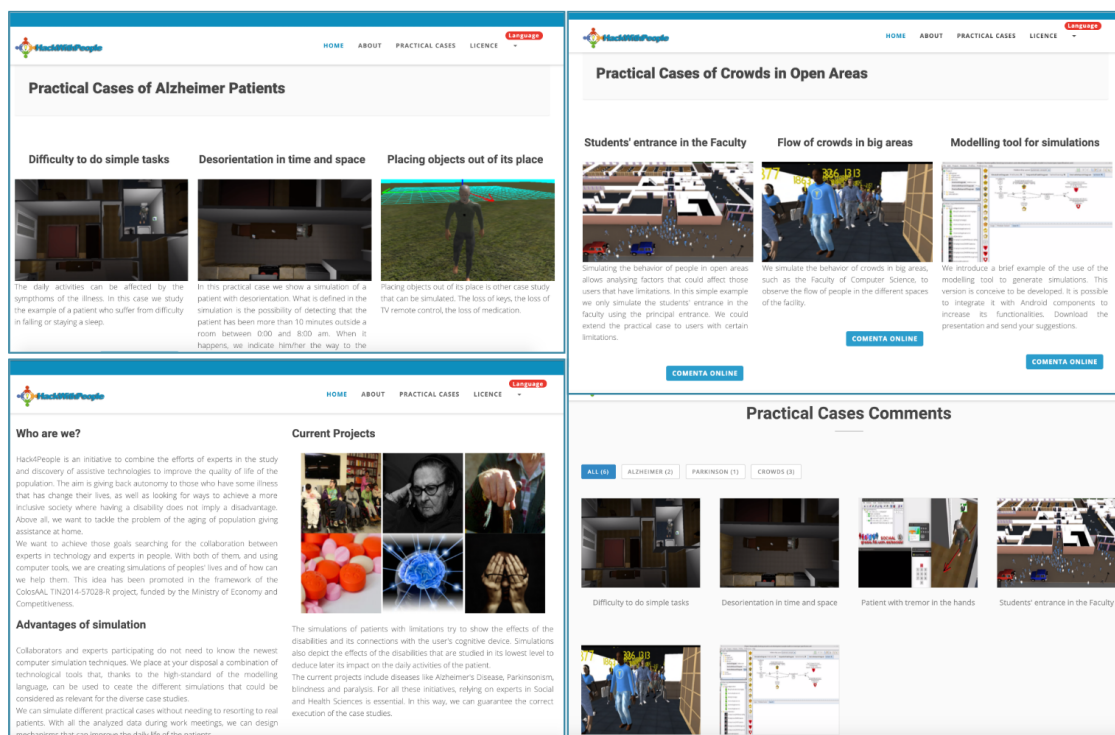 Language
HackWithPeople
HOME ABOUT PRACTICAL CASES LICENCE
Practical Cases of Alzheimer Patients
Difficulty to do simple tasks
The daily activities can be affected by the
sympthoms of the illness. In this case we study
the example of a patient who suffer from difficulty
in falling or staying a sleep.
Desorientation in time and space
In this practical case we show a simulation of a
patient with desorientation. What is defined in the
simulation is the possibility of detecting that the
patient has been more than 10 minutes outside a
room between 0:00 and 8:00 am. When it
happens, we indicate him/her the way to the
Placing objects out of its place
Placing objects out of its place is other case study
that can be simulated. The loss of keys, the loss of
TV remote control, the loss of medication.
Language
HackWithPeople
HOME ABOUT PRACTICAL CASES LICENCE
Practical Cases of Crowds in Open Areas
Students' entrance in the Faculty
Simulating the behavior of people in open areas
allows analysing factors that could affect those
users that have limitations. In this simple example
we only simulate the students' entrance in the
faculty using the principal entrance. We could
extend the practical case to users with certain
limitations.
COMENTA ONLINE
Flow of crowds in big areas
We simulate the behavior of crowds in big areas,
such as the Faculty of Computer Science, to
observe the flow of people in the different spaces
of the facility.
COMENTA ONLINE
Modelling tool for simulations
We introduce a brief example of the use of the
modelling tool to generate simulations. This
version is conceive to be developed. It is possible
to integrate it with Android components to
increase its functionalities. Download the
presentation and send your suggestions.
COMENTA ONLINE
Language
HackWithPeople
HOME ABOUT PRACTICAL CASES LICENCE
Who are we?
Hack4People is an initiative to combine the efforts of experts in the study
and discovery of assistive technologies to improve the quality of life of the
population. The aim is giving back autonomy to those who have some illness
that has change their lives, as well as looking for ways to achieve a more
inclusive society where having a disability does not imply a disadvantage.
Above all, we want to tackle the problem of the aging of population giving
assistance at home.
We want to achieve those goals searching for the collaboration between
experts in technology and experts in people. With both of them, and using
computer tools, we are creating simulations of peoples' lives and of how can
we help them. This idea has been promoted in the framework of the
ColosAAL TIN2014-57028-R project, funded by the Ministry of Economy and
Competitiveness.
Advantages of simulation
Collaborators and experts participating do not need to know the newest
computer simulation techniques. We place at your disposal a combination of
technological tools that, thanks to the high-standard of the modelling
language, can be used to ceate the different simulations that could be
considered as relevant for the diverse case studies.
We can simulate different practical cases without needing to resorting to real
patients. With all the analyzed data during work meetings, we can design
mechanisms that can improve the daily life of the patients.
Current Projects
The simulations of patients with limitations try to show the effects of the
disabilities and its connections with the user's cognitive device. Simulations
also depict the effects of the disabilities that are studied in its lowest level to
deduce later its impact on the daily activities of the patient.
The current projects include diseases like Alzheimer's Disease, Parkinsonism,
blindness and paralysis. For all these initiatives, relying on experts in Social
and Health Sciences is essential. In this way, we can guarantee the correct
execution of the case studies.
Practical Cases Comments
ALL (6) ALZHEIMER (2) PARKINSON (1) CROWDS (3)
Difficulty to do simple tasks
Desorientation in time and space
Patient with tremor in the hands
Students' entrance in the Faculty